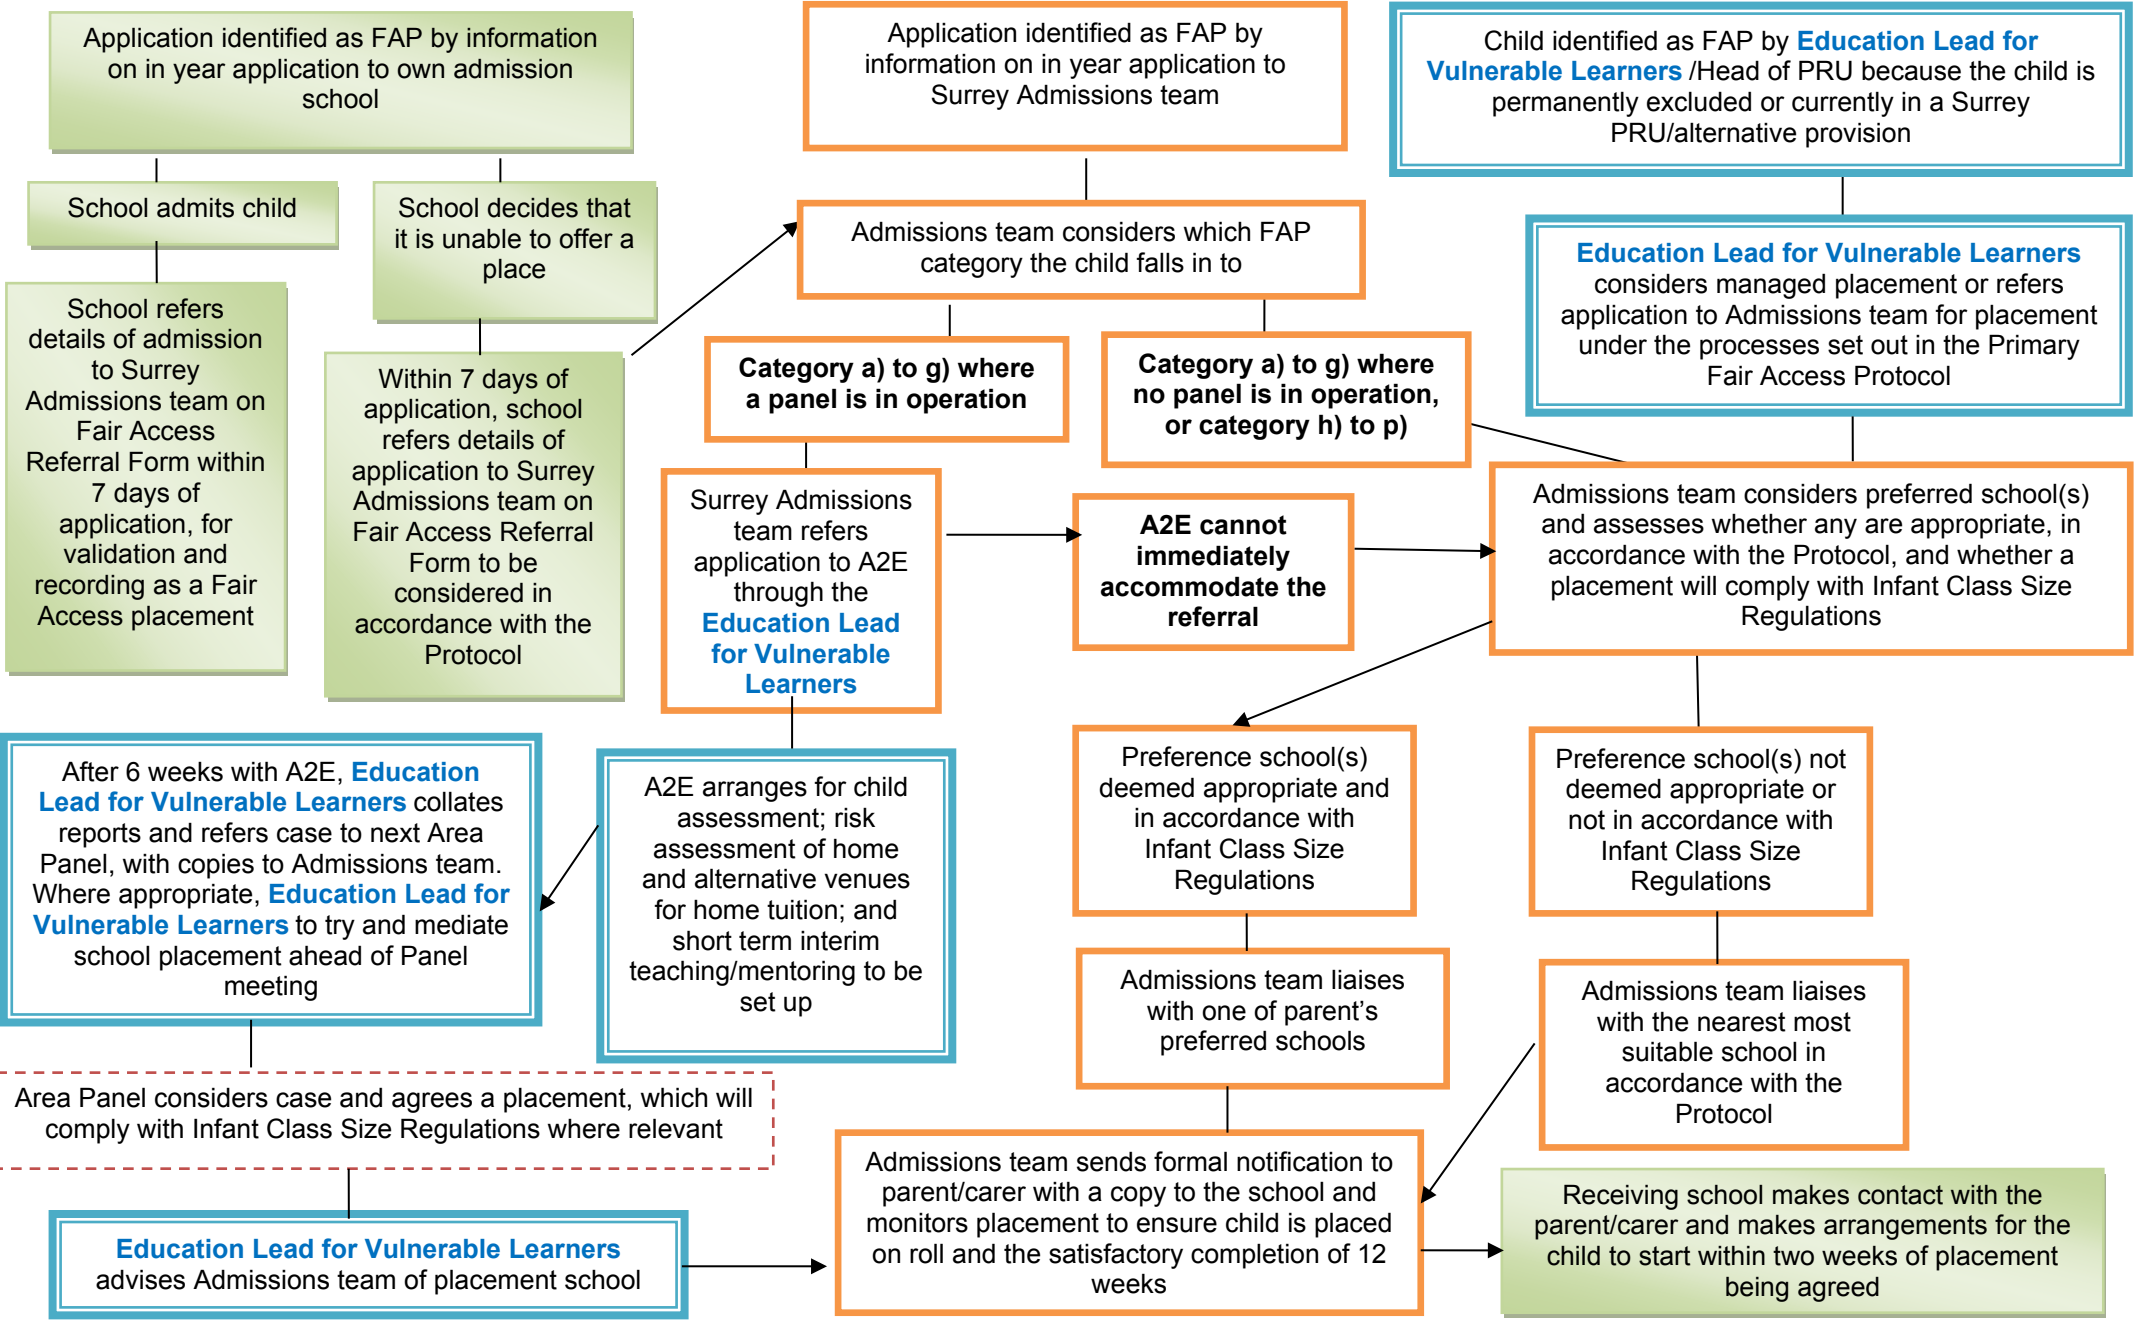 Application identified as FAP by information
on in year application to own admission
school
Application identified as FAP by
information on in year application to
Surrey Admissions team
Child identified as FAP by Education Lead for
Vulnerable Learners /Head of PRU because the child is
permanently excluded or currently in a Surrey
PRU/alternative provision
School admits child
School decides that
it is unable to offer a
place
Admissions team considers which FAP
category the child falls in to
Education Lead for Vulnerable Learners
considers managed placement or refers
application to Admissions team for placement
under the processes set out in the Primary
Fair Access Protocol
School refers
details of admission
to Surrey
Admissions team on
Fair Access
Referral Form within
7 days of
application, for
validation and
recording as a Fair
Access placement
Within 7 days of
application, school
refers details of
application to Surrey
Admissions team on
Fair Access Referral
Form to be
considered in
accordance with the
Protocol
Category a) to g) where
a panel is in operation
Category a) to g) where
no panel is in operation,
or category h) to p)
Surrey Admissions
team refers
application to A2E
through the
Education Lead
for Vulnerable
Learners
A2E cannot
immediately
accommodate the
referral
Admissions team considers preferred school(s)
and assesses whether any are appropriate, in
accordance with the Protocol, and whether a
placement will comply with Infant Class Size
Regulations
After 6 weeks with A2E, Education
Lead for Vulnerable Learners collates
reports and refers case to next Area
Panel, with copies to Admissions team.
Where appropriate, Education Lead for
Vulnerable Learners to try and mediate
school placement ahead of Panel
meeting
A2E arranges for child
assessment; risk
assessment of home
and alternative venues
for home tuition; and
short term interim
teaching/mentoring to be
set up
Preference school(s)
deemed appropriate and
in accordance with
Infant Class Size
Regulations
Preference school(s) not
deemed appropriate or
not in accordance with
Infant Class Size
Regulations
Admissions team liaises
with one of parent’s
preferred schools
Admissions team liaises
with the nearest most
suitable school in
accordance with the
Protocol
Area Panel considers case and agrees a placement, which will
comply with Infant Class Size Regulations where relevant
Education Lead for Vulnerable Learners
advises Admissions team of placement school
Admissions team sends formal notification to
parent/carer with a copy to the school and
monitors placement to ensure child is placed
on roll and the satisfactory completion of 12
weeks
Receiving school makes contact with the
parent/carer and makes arrangements for the
child to start within two weeks of placement
being agreed